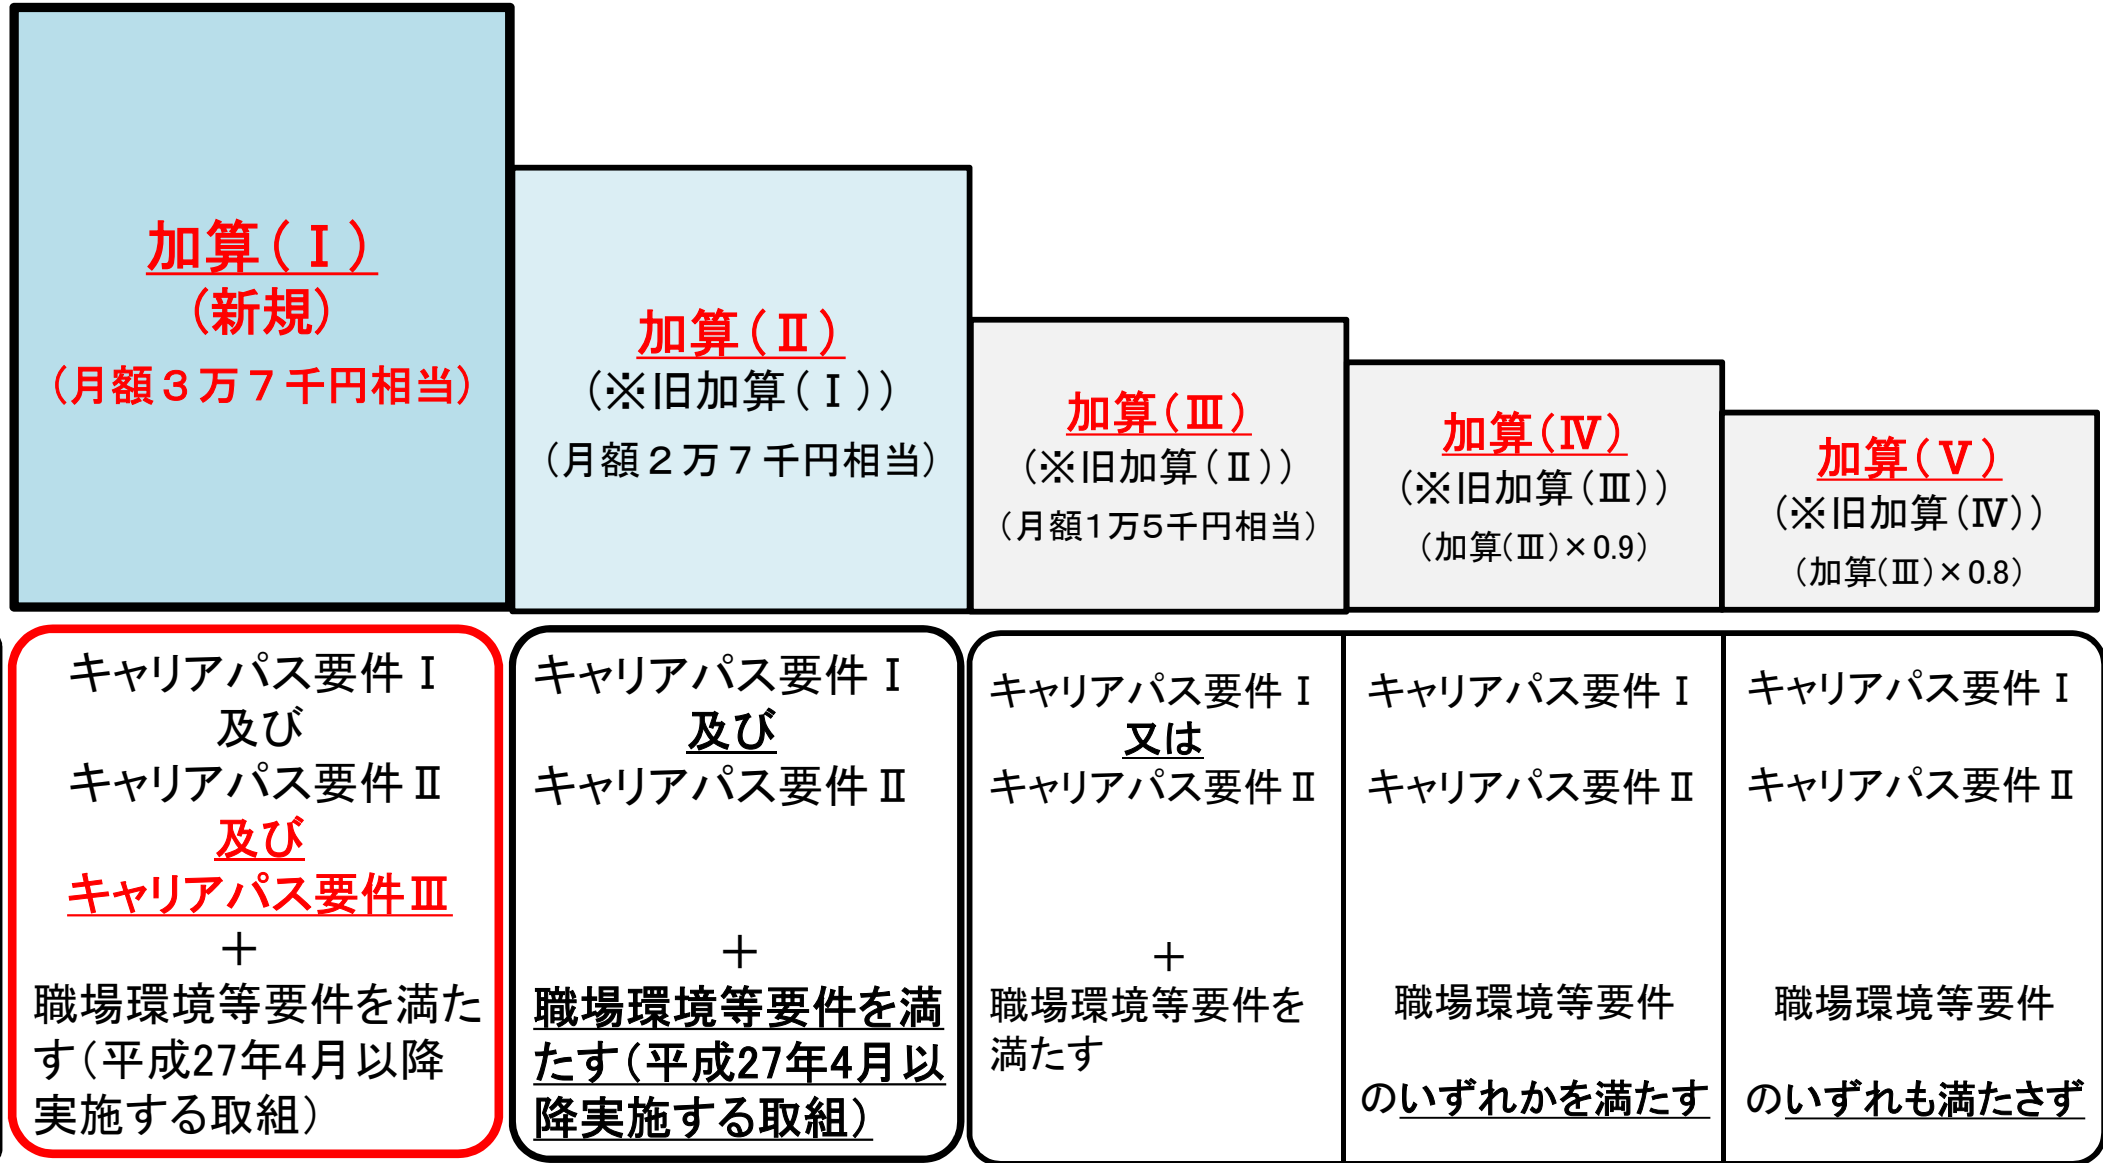 加算(Ⅰ)
(新規)
(月額3万7千円相当)
加算(Ⅱ)
(※旧加算(Ⅰ))
(月額2万7千円相当)
加算(Ⅲ)
(※旧加算(Ⅱ))
(月額1万5千円相当)
加算(Ⅳ)
(※旧加算(Ⅲ))
(加算(Ⅲ)×0.9)
加算(Ⅴ)
(※旧加算(Ⅳ))
(加算(Ⅲ)×0.8)
キャリアパス要件Ⅰ
及び
キャリアパス要件Ⅱ
及び
キャリアパス要件Ⅲ
+
職場環境等要件を満た
す(平成27年4月以降
実施する取組)
キャリアパス要件Ⅰ
及び
キャリアパス要件Ⅱ
+
職場環境等要件を満
たす(平成27年4月以
降実施する取組)
キャリアパス要件Ⅰ
又は
キャリアパス要件Ⅱ
+
職場環境等要件を
満たす
キャリアパス要件Ⅰ
キャリアパス要件Ⅱ
職場環境等要件
のいずれかを満たす
キャリアパス要件Ⅰ
キャリアパス要件Ⅱ
職場環境等要件
のいずれも満たさず